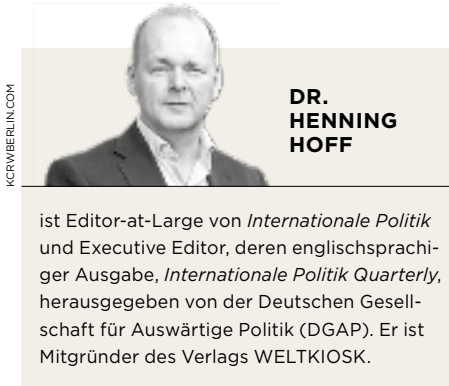 KCRWBERLIN.COM
DR.
HENNING
HOFF
ist Editor-at-Large von Internationale Politik
und Executive Editor, deren englischsprachi-
ger Ausgabe, Internationale Politik Quarterly,
herausgegeben von der Deutschen Gesell-
schaft für Auswärtige Politik (DGAP). Er ist
Mitgründer des Verlags WELTKIOSK.